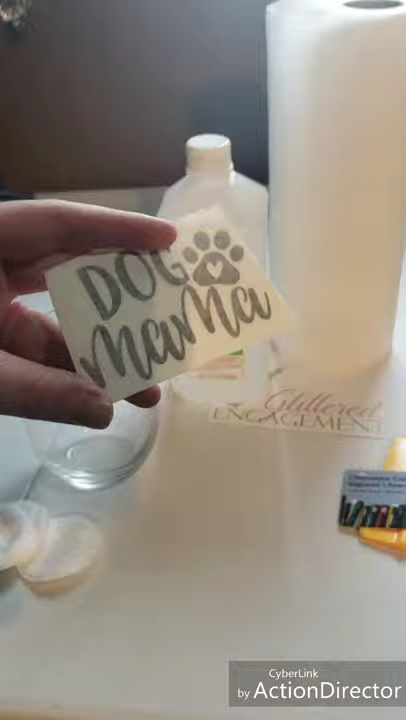 DOG
mama
Glittered
ENGAGEMENT
CyberLink
by ActionDirector